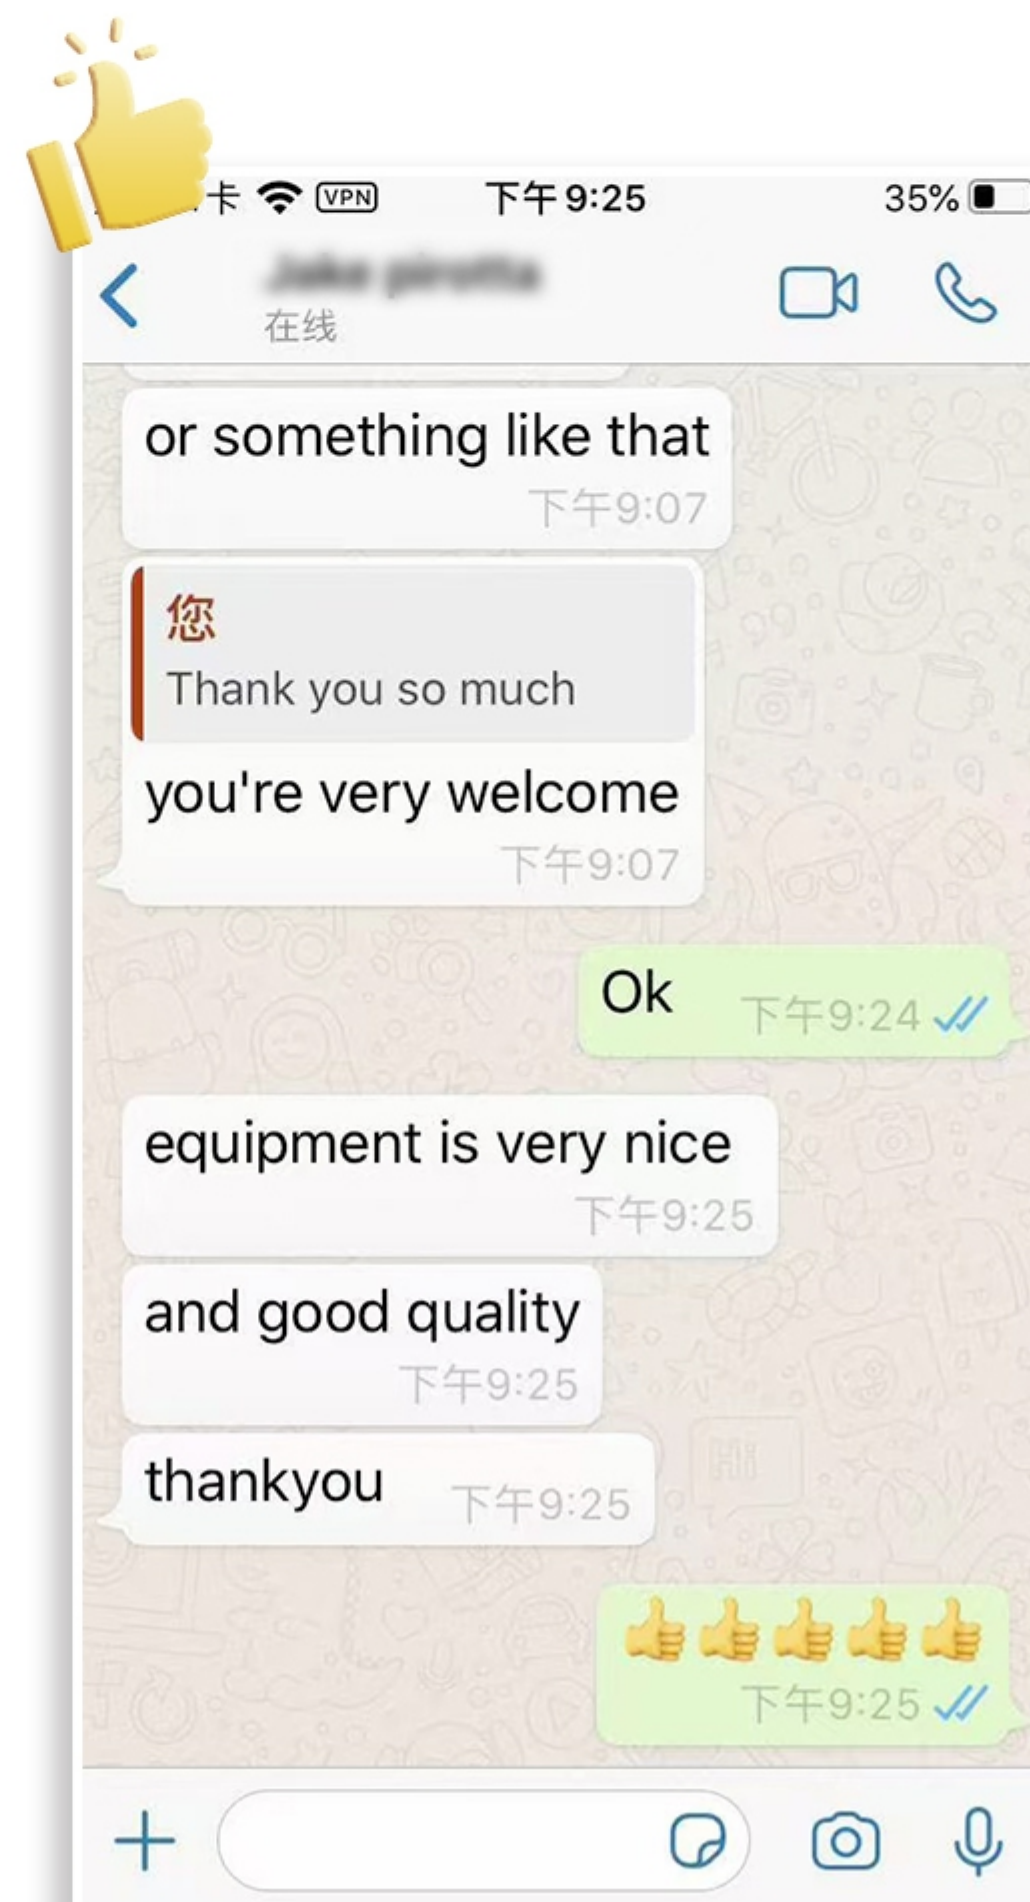 卡 VPN 下午 9:25 35%
在线
or something like that
下午9:07
您
Thank you so much
you're very welcome
下午9:07
Ok 下午9:24
equipment is very nice
下午9:25
and good quality
下午9:25
thankyou 下午9:25
👍👍👍👍👍
下午9:25